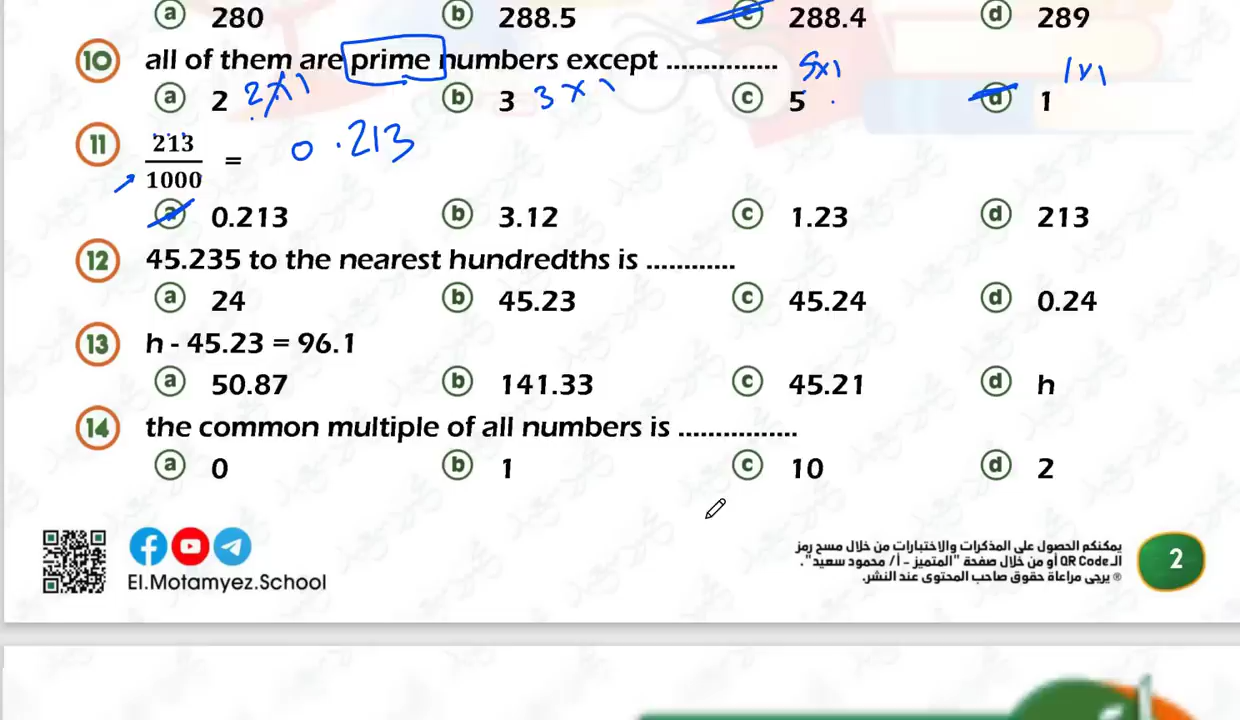 a 280 b 288.5 c 288.4 d 289
10 all of them are prime numbers except ................ 5x1 1x1
a 2 2x1 b 3 3x1 c 5 d 1
11 213/1000 = 0.213
a 0.213 b 3.12 c 1.23 d 213
12 45.235 to the nearest hundredths is ............
a 24 b 45.23 c 45.24 d 0.24
13 h - 45.23 = 96.1
a 50.87 b 141.33 c 45.21 d h
14 the common multiple of all numbers is ................
a 0 b 1 c 10 d 2
El.Motamyez.School
يمكنكم الحصول على المذكرات والاختبارات من خلال مسح رمز
الـ QR Code أو من خلال صفحة "المتميز - أ/ محمود سعيد".
® يرجى مراعاة حقوق صاحب المحتوى عند النشر.
2